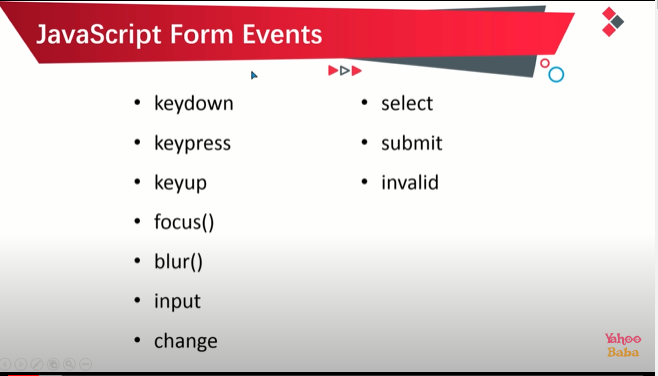 JavaScript Form Events
• keydown
• keypress
• keyup
• focus()
• blur()
• input
• change
• select
• submit
• invalid
Yahoo
Baba